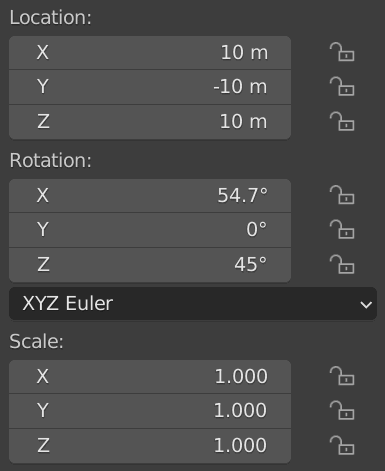 Location:
X 10 m
Y -10 m
Z 10 m
Rotation:
X 54.7°
Y 0°
Z 45°
XYZ Euler
Scale:
X 1.000
Y 1.000
Z 1.000